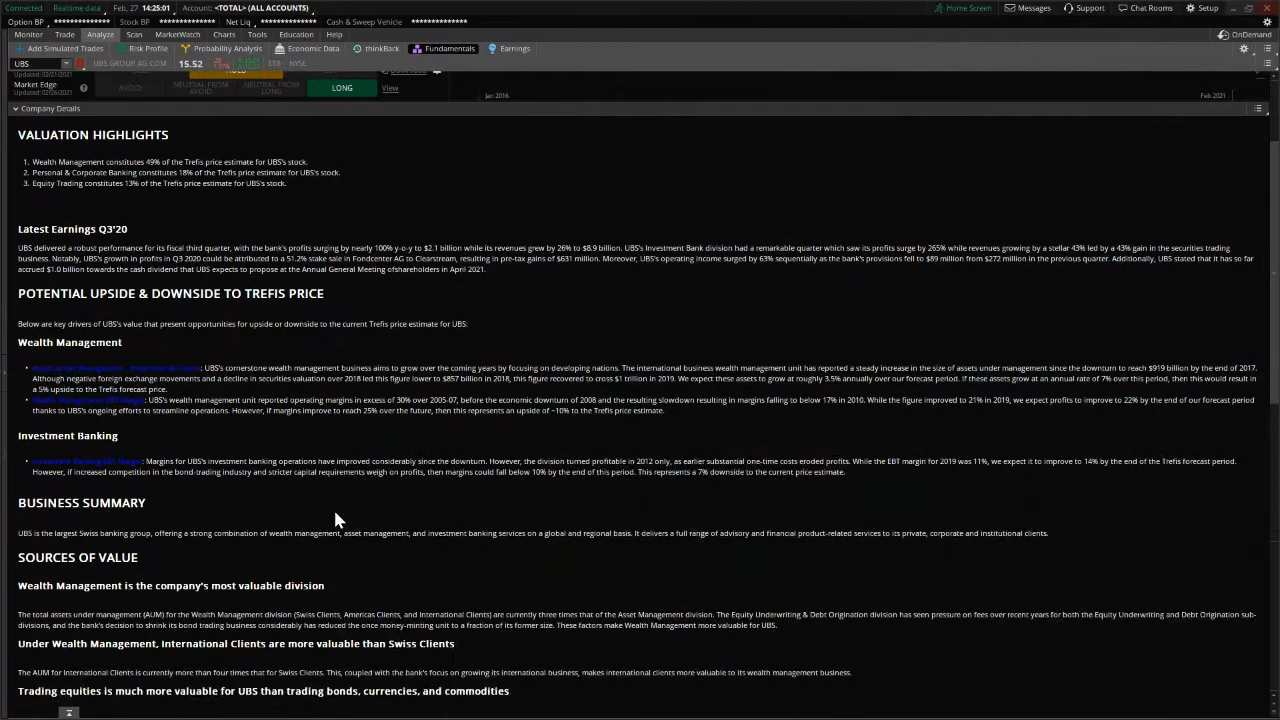 Connected Realtime data Feb, 27 14:25:01 Account: <TOTAL> (ALL ACCOUNTS) Home Screen Messages Support Chat Rooms Setup
Option BP ************** Stock BP ************** Net Liq ************** Cash & Sweep Vehicle **************
Monitor Trade Analyze Scan MarketWatch Charts Tools Education Help OnDemand
Add Simulated Trades Risk Profile Probability Analysis Economic Data thinkBack Fundamentals Earnings
UBS UBS GROUP AG COM 15.52 ETB NYSE
Updated: 02/21/2021 HOLD Download
Market Edge
Updated: 02/26/2021 AVOID NEUTRAL FROM AVOID NEUTRAL FROM LONG LONG View Jan 2016 Feb 2021
Company Details
VALUATION HIGHLIGHTS
1. Wealth Management constitutes 49% of the Trefis price estimate for UBS's stock.
2. Personal & Corporate Banking constitutes 18% of the Trefis price estimate for UBS's stock.
3. Equity Trading constitutes 13% of the Trefis price estimate for UBS's stock.
Latest Earnings Q3'20
UBS delivered a robust performance for its fiscal third quarter, with the bank's profits surging by nearly 100% y-o-y to $2.1 billion while its revenues grew by 26% to $8.9 billion. UBS's Investment Bank division had a remarkable quarter which saw its profits surge by 265% while revenues growing by a stellar 43% led by a 43% gain in the securities trading
business. Notably, UBS's growth in profits in Q3 2020 could be attributed to a 51.2% stake sale in Fondcenter AG to Clearstream, resulting in pre-tax gains of $631 million. Moreover, UBS's operating income surged by 63% sequentially as the bank's provisions fell to $89 million from $272 million in the previous quarter. Additionally, UBS stated that it has so far
accrued $1.0 billion towards the cash dividend that UBS expects to propose at the Annual General Meeting ofshareholders in April 2021.
POTENTIAL UPSIDE & DOWNSIDE TO TREFIS PRICE
Below are key drivers of UBS's value that present opportunities for upside or downside to the current Trefis price estimate for UBS:
Wealth Management
• Assets under Management - International Clients: UBS's cornerstone wealth management business aims to grow over the coming years by focusing on developing nations. The international business wealth management unit has reported a steady increase in the size of assets under management since the downturn to reach $919 billion by the end of 2017.
Although negative foreign exchange movements and a decline in securities valuation over 2018 led this figure lower to $857 billion in 2018, this figure recovered to cross $1 trillion in 2019. We expect these assets to grow at roughly 3.5% annually over our forecast period. If these assets grow at an annual rate of 7% over this period, then this would result in
a 5% upside to the Trefis forecast price.
• Wealth Management EBT Margin: UBS's wealth management unit reported operating margins in excess of 30% over 2005-07, before the economic downturn of 2008 and the resulting slowdown resulting in margins falling to below 17% in 2010. While the figure improved to 21% in 2019, we expect profits to improve to 22% by the end of our forecast period
thanks to UBS's ongoing efforts to streamline operations. However, if margins improve to reach 25% over the future, then this represents an upside of ~10% to the Trefis price estimate.
Investment Banking
• Investment Banking EBT Margin: Margins for UBS's investment banking operations have improved considerably since the downturn. However, the division turned profitable in 2012 only, as earlier substantial one-time costs eroded profits. While the EBT margin for 2019 was 11%, we expect it to improve to 14% by the end of the Trefis forecast period.
However, if increased competition in the bond-trading industry and stricter capital requirements weigh on profits, then margins could fall below 10% by the end of this period. This represents a 7% downside to the current price estimate.
BUSINESS SUMMARY
UBS is the largest Swiss banking group, offering a strong combination of wealth management, asset management, and investment banking services on a global and regional basis. It delivers a full range of advisory and financial product-related services to its private, corporate and institutional clients.
SOURCES OF VALUE
Wealth Management is the company's most valuable division
The total assets under management (AUM) for the Wealth Management division (Swiss Clients, Americas Clients, and International Clients) are currently three times that of the Asset Management division. The Equity Underwriting & Debt Origination division has seen pressure on fees over recent years for both the Equity Underwriting and Debt Origination sub-
divisions, and the bank's decision to shrink its bond trading business considerably has reduced the once money-minting unit to a fraction of its former size. These factors make Wealth Management more valuable for UBS.
Under Wealth Management, International Clients are more valuable than Swiss Clients
The AUM for International Clients is currently more than four times that for Swiss Clients. This, coupled with the bank's focus on growing its international business, makes international clients more valuable to its wealth management business.
Trading equities is much more valuable for UBS than trading bonds, currencies, and commodities